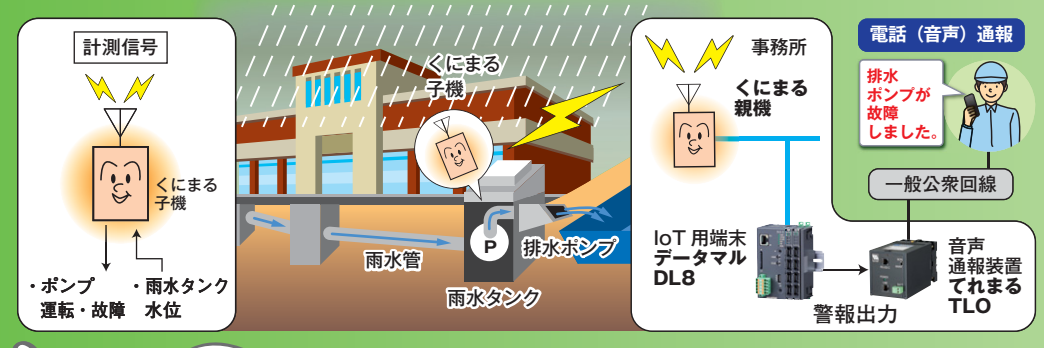 計測信号
くにまる
子機
・ポンプ
運転・故障
・雨水タンク
水位
くにまる
子機
雨水管
P
排水ポンプ
雨水タンク
事務所
くにまる
親機
IoT 用端末
データマル
DL8
警報出力
音声
通報装置
てれまる
TLO
電話（音声）通報
排水
ポンプが
故障
しました。
一般公衆回線